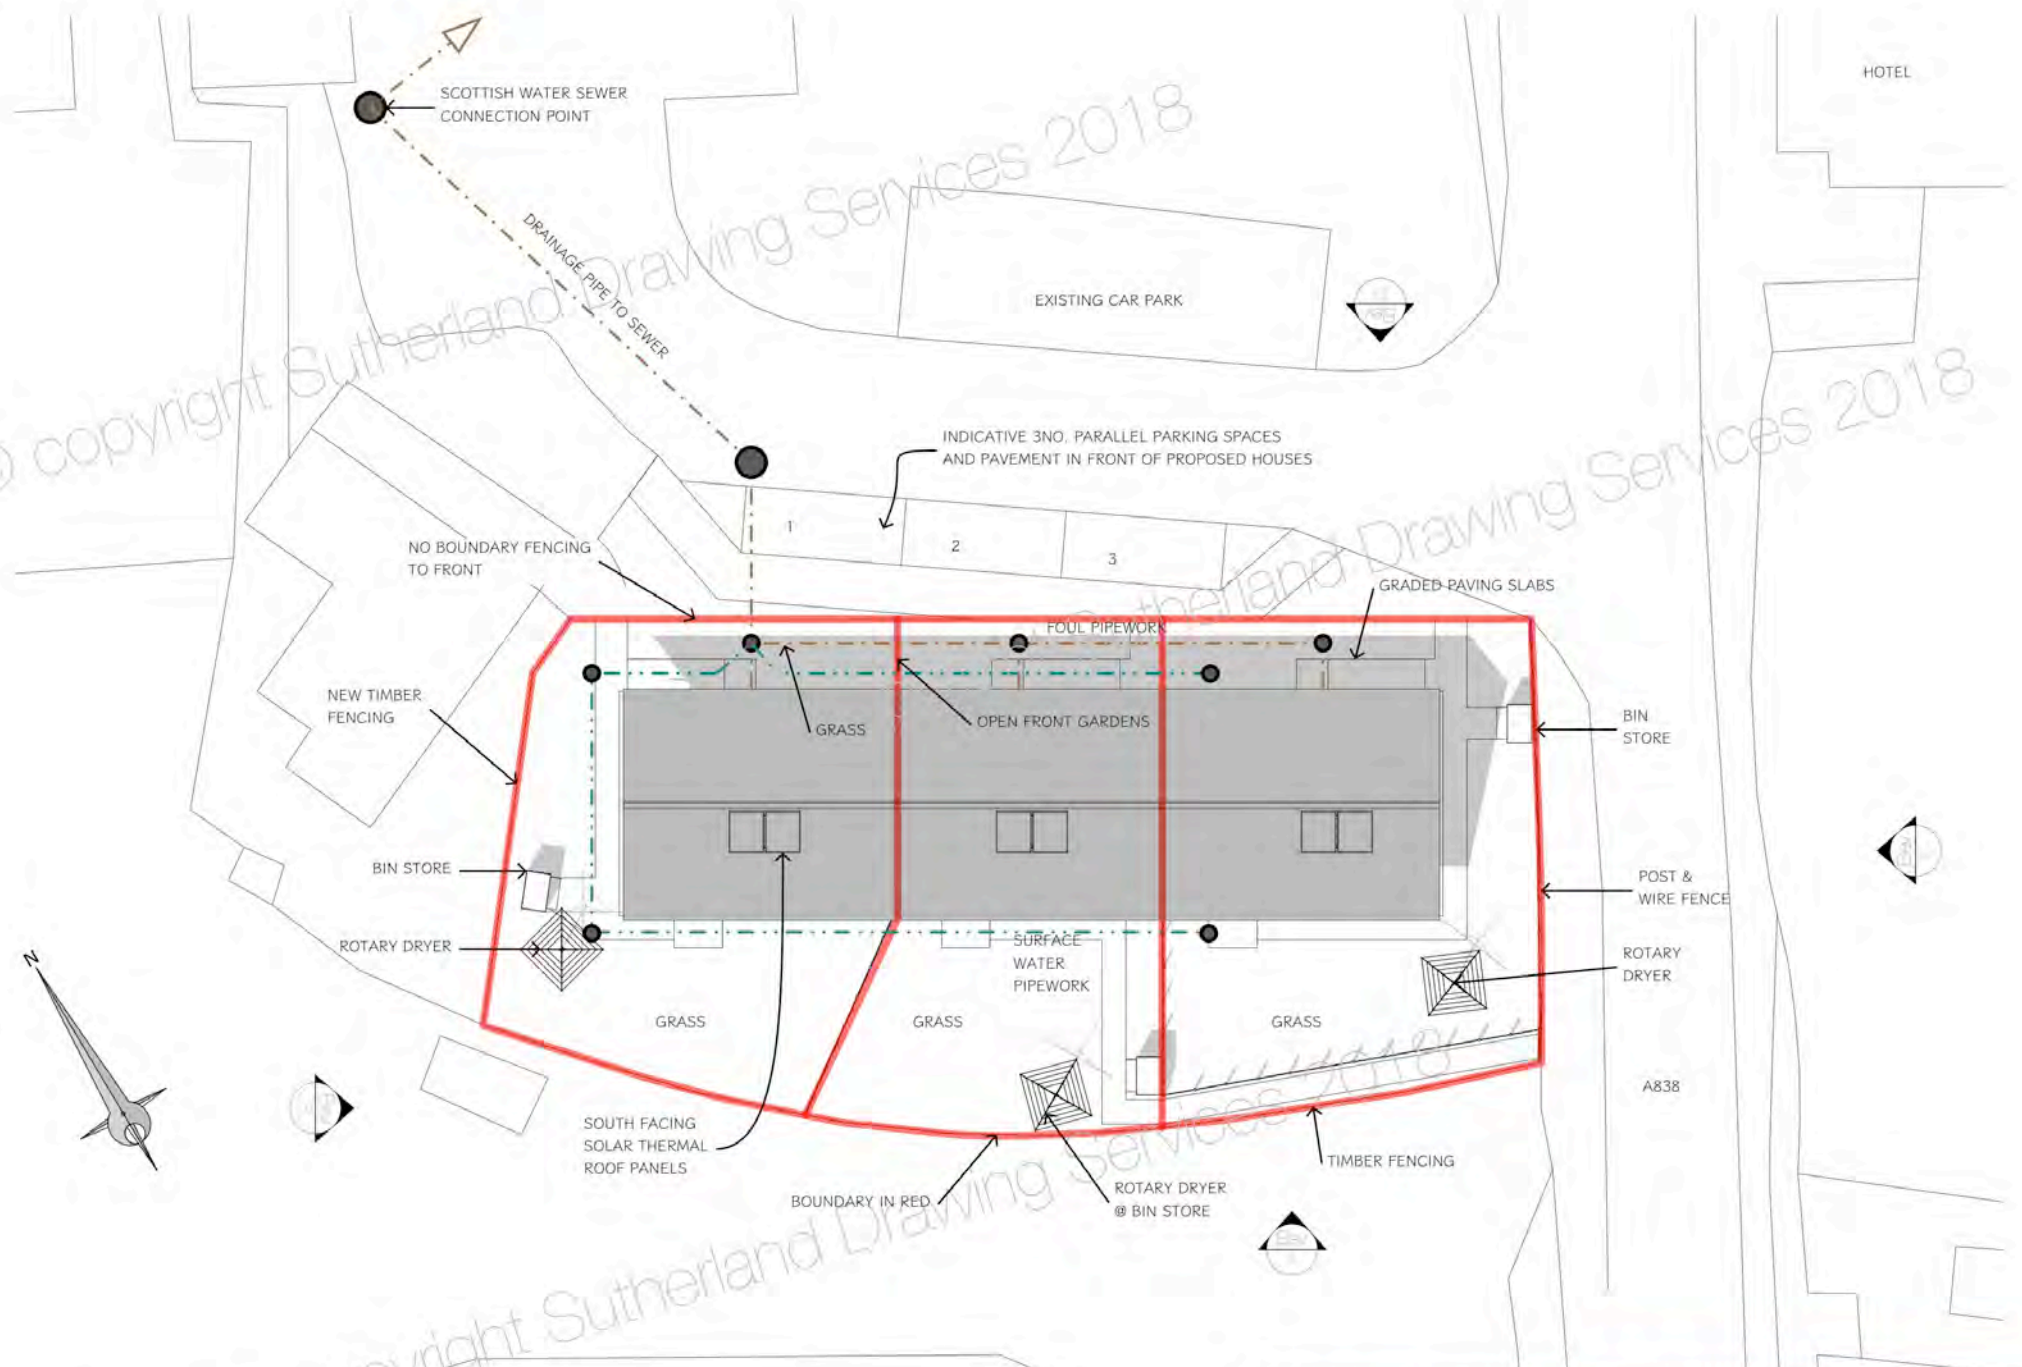 HOTEL
SCOTTISH WATER SEWER
CONNECTION POINT
© copyright Sutherland Drawing Services 2018
DRAINAGE PIPE TO SEWER
EXISTING CAR PARK
INDICATIVE 3NO. PARALLEL PARKING SPACES
AND PAVEMENT IN FRONT OF PROPOSED HOUSES
Sutherland Drawing Services 2018
1
2
3
NO BOUNDARY FENCING
TO FRONT
GRADED PAVING SLABS
FOUL PIPEWORK
NEW TIMBER
FENCING
GRASS
OPEN FRONT GARDENS
BIN
STORE
BIN STORE
POST &
WIRE FENCE
ROTARY DRYER
SURFACE
WATER
PIPEWORK
ROTARY
DRYER
N
GRASS
GRASS
GRASS
A838
SOUTH FACING
SOLAR THERMAL
ROOF PANELS
TIMBER FENCING
BOUNDARY IN RED
ROTARY DRYER
@ BIN STORE
Sutherland Drawing Services 2018